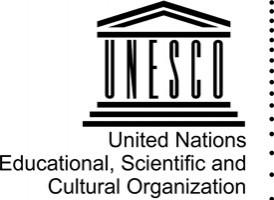 UNESCO
United Nations
Educational, Scientific and
Cultural Organization